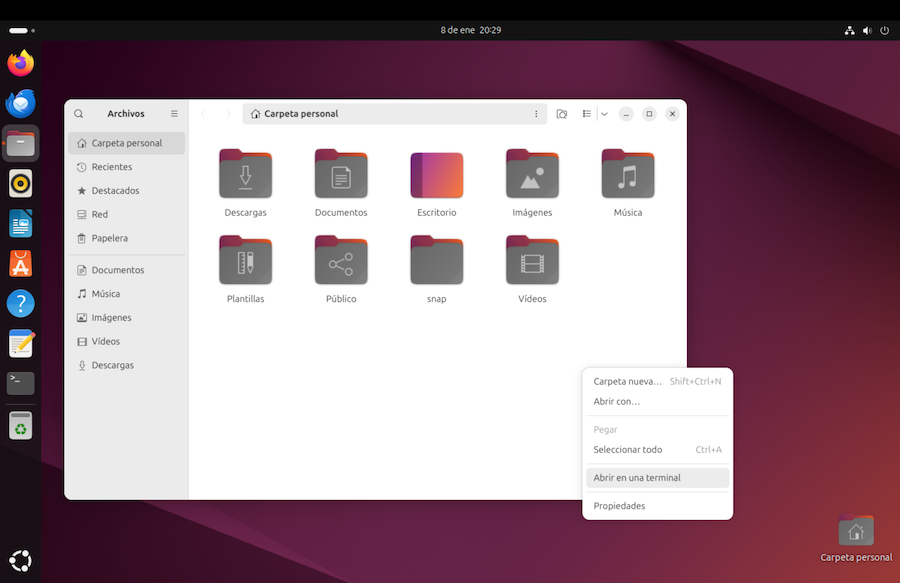 8 de ene 20:29
Archivos
Carpeta personal
Carpeta personal
Recientes
Destacados
Red
Papelera
Documentos
Música
Imágenes
Vídeos
Descargas
Descargas
Documentos
Escritorio
Imágenes
Música
Plantillas
Público
snap
Vídeos
Carpeta nueva... Shift+Ctrl+N
Abrir con...
Pegar
Seleccionar todo Ctrl+A
Abrir en una terminal
Propiedades
Carpeta personal